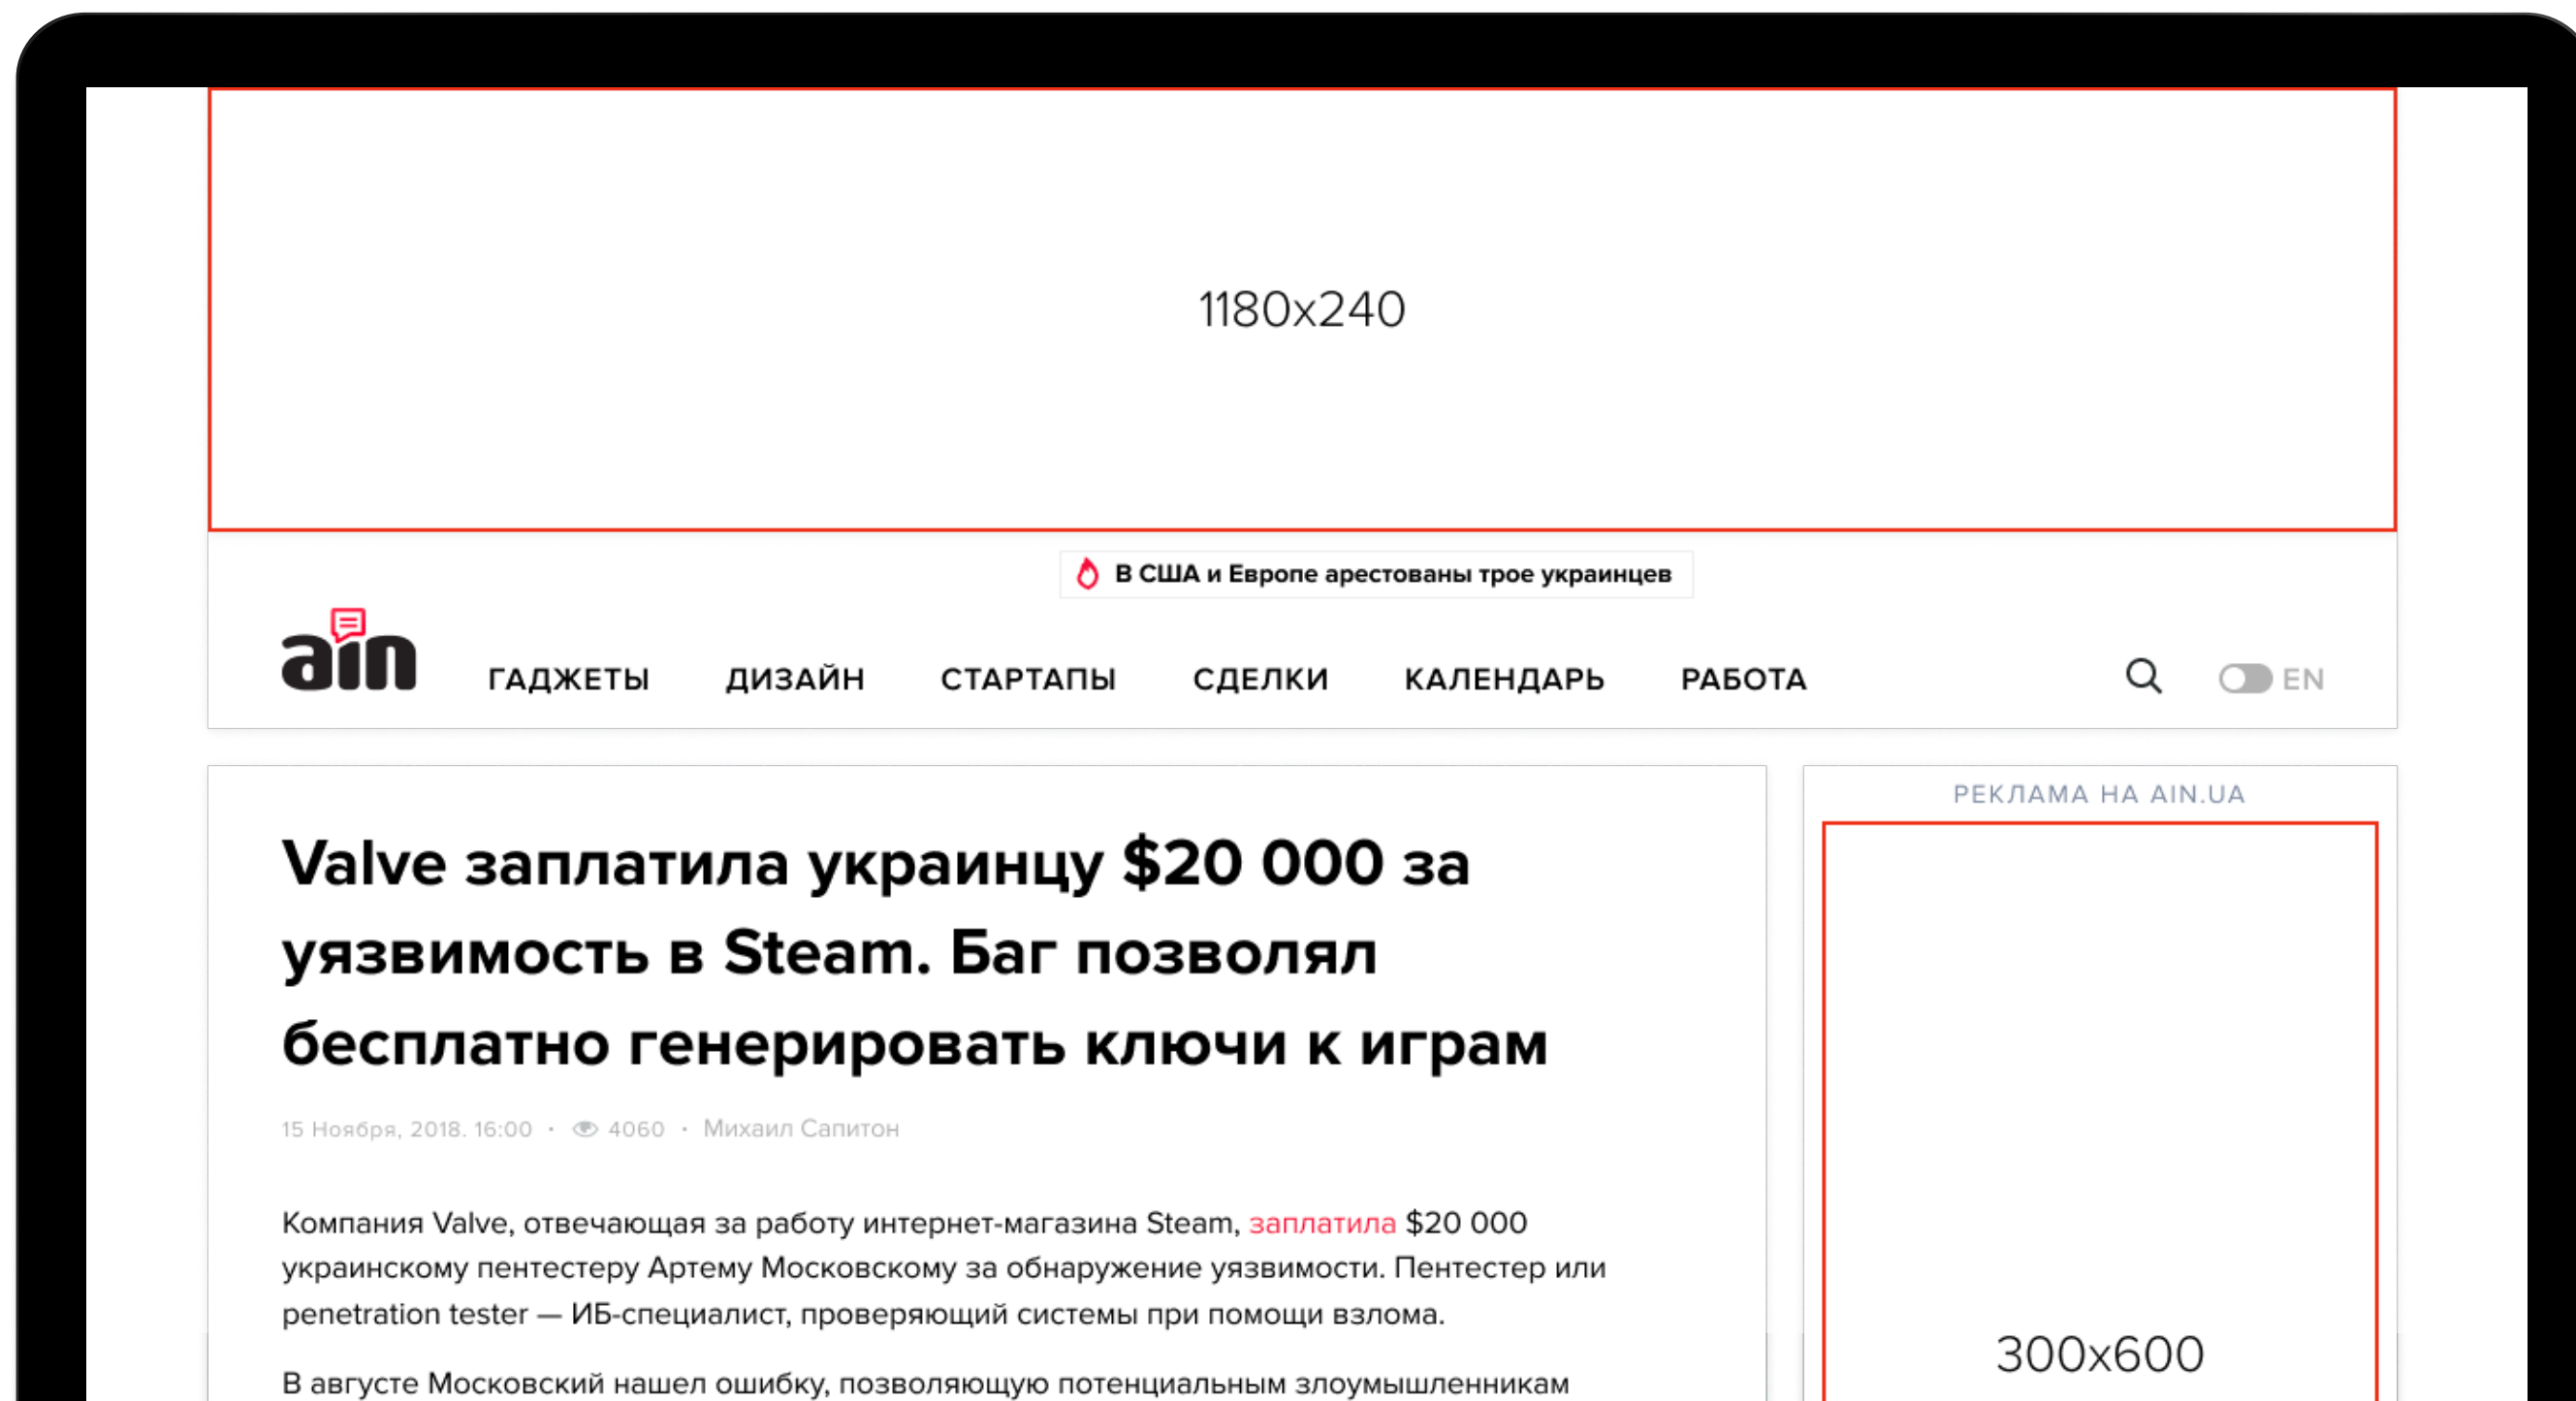 1180x240
В США и Европе арестованы трое украинцев
ain
ГАДЖЕТЫ ДИЗАЙН СТАРТАПЫ СДЕЛКИ КАЛЕНДАРЬ РАБОТА EN
Valve заплатила украинцу $20 000 за
уязвимость в Steam. Баг позволял
бесплатно генерировать ключи к играм
15 Ноября, 2018. 16:00 · 4060 · Михаил Сапитон
Компания Valve, отвечающая за работу интернет-магазина Steam, заплатила $20 000
украинскому пентестеру Артему Московскому за обнаружение уязвимости. Пентестер или
penetration tester — ИБ-специалист, проверяющий системы при помощи взлома.
В августе Московский нашел ошибку, позволяющую потенциальным злоумышленникам
РЕКЛАМА НА AIN.UA
300x600